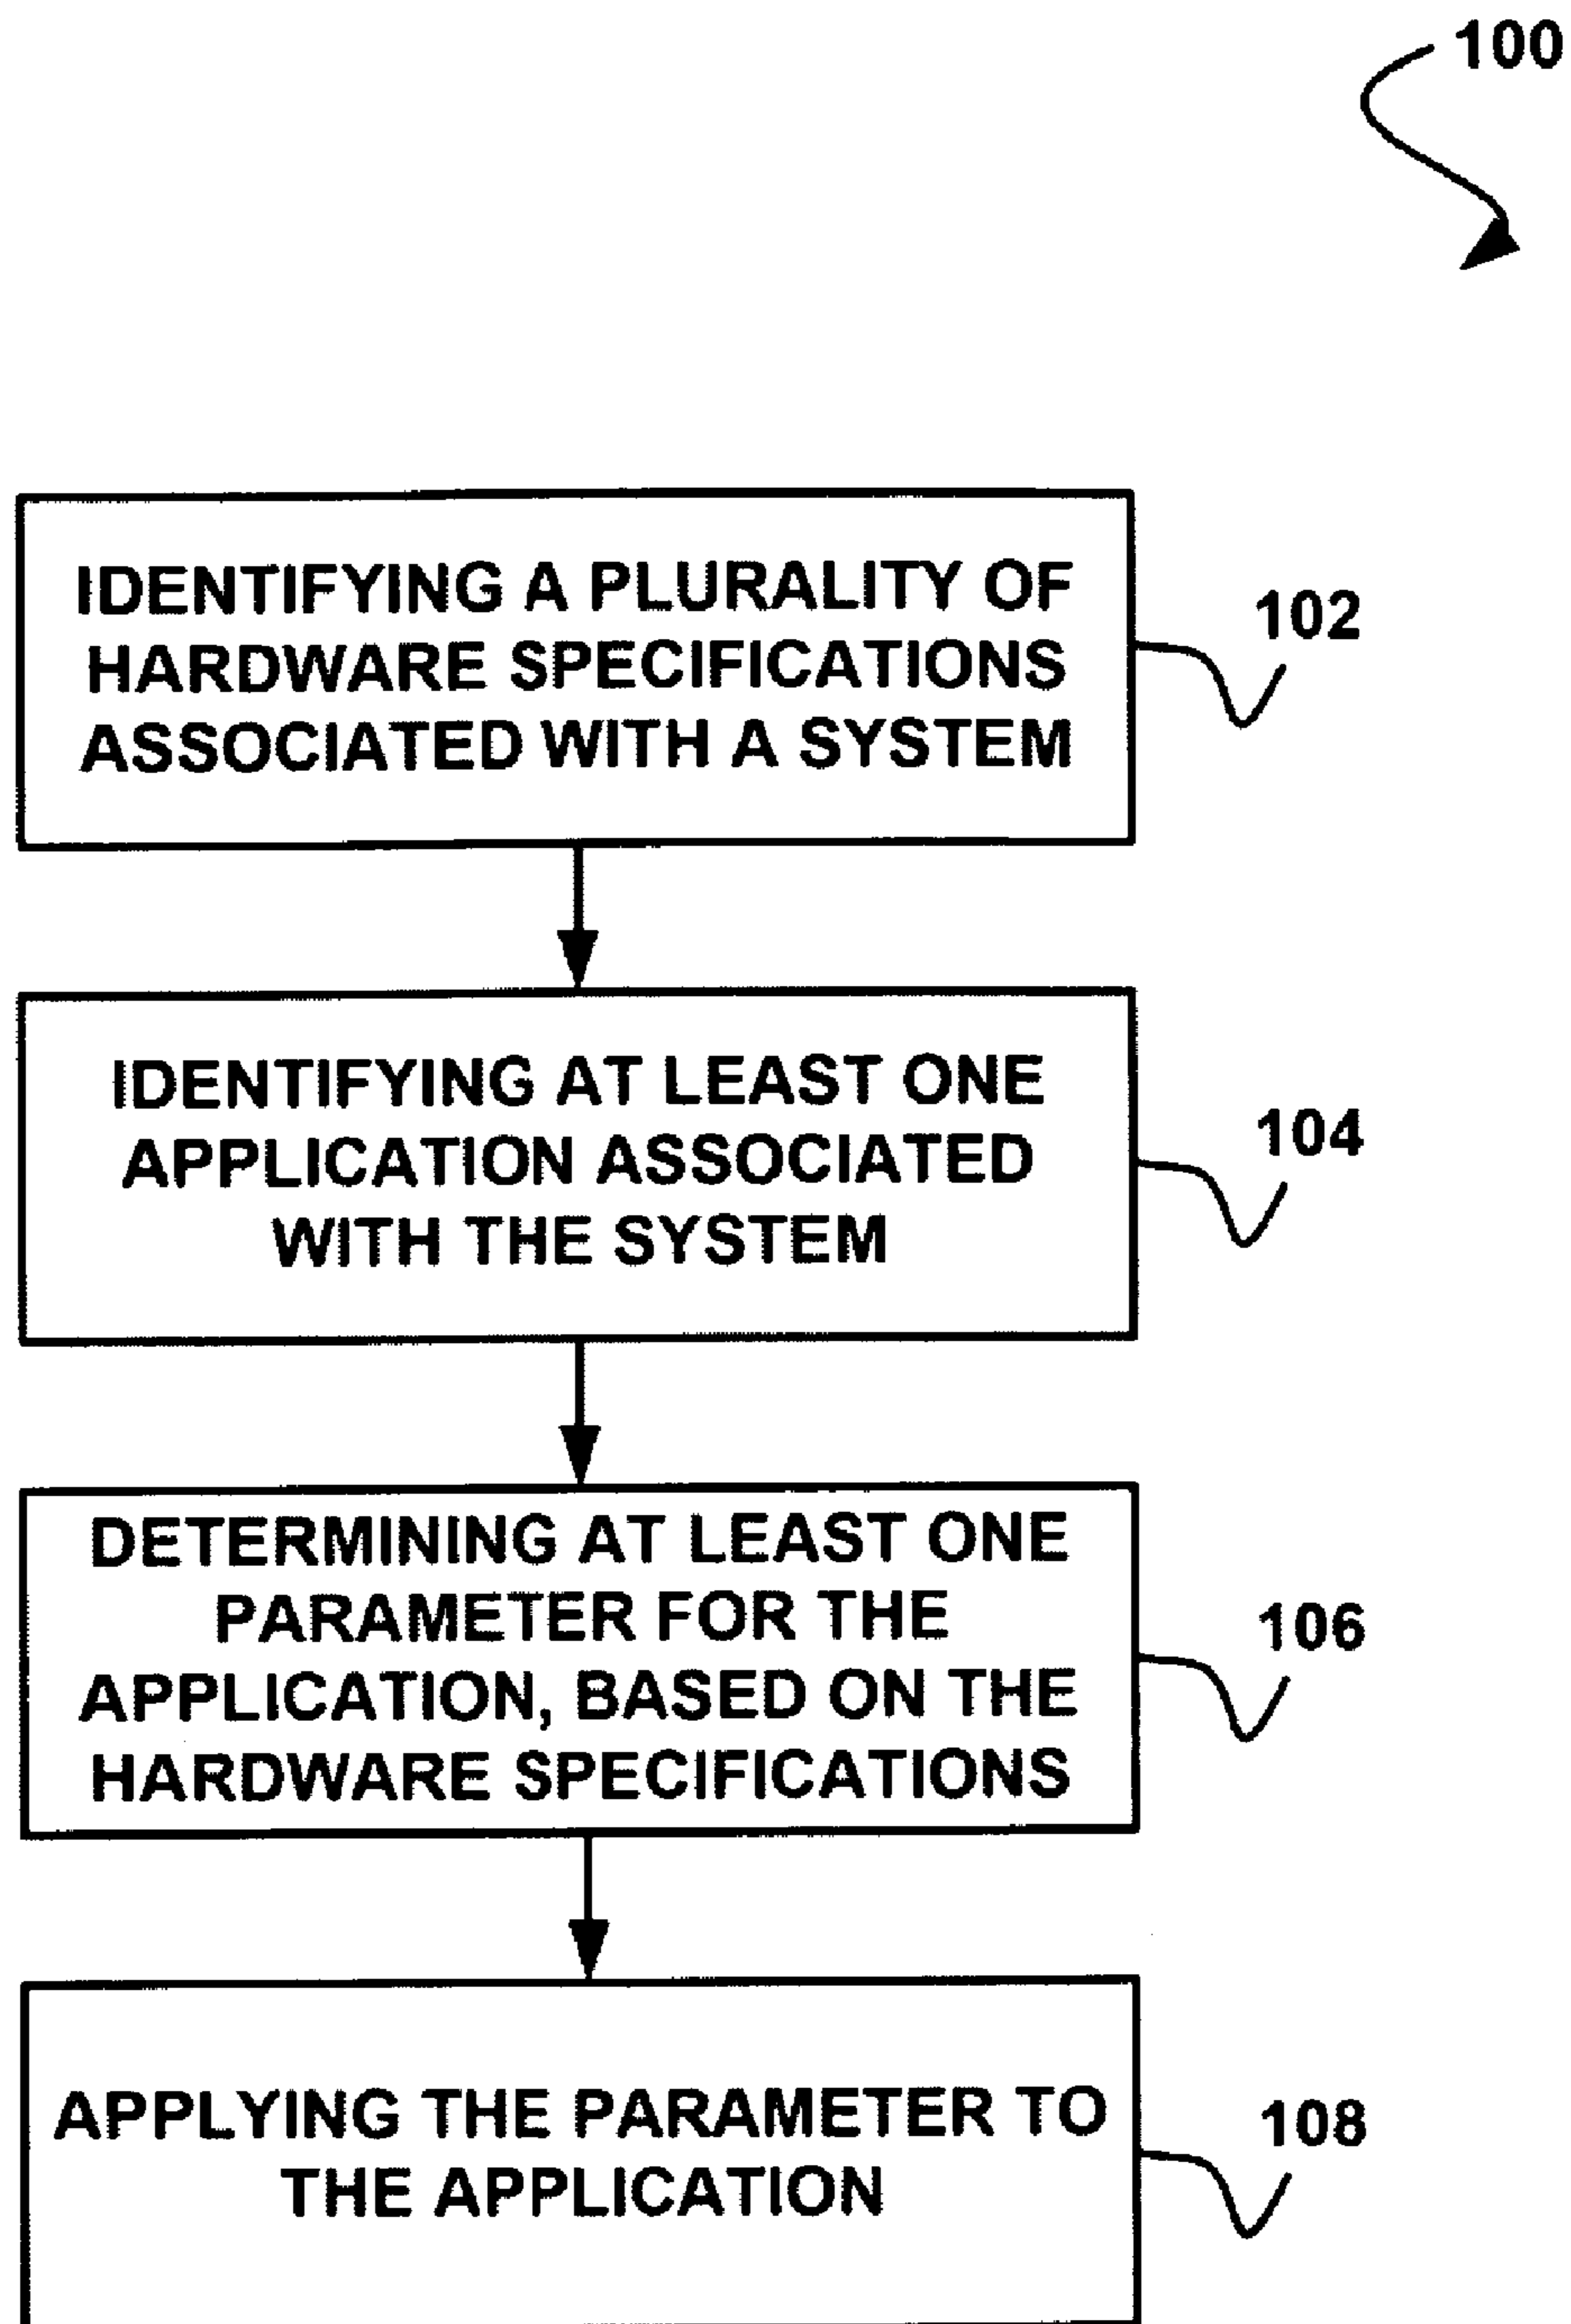 100
IDENTIFYING A PLURALITY OF
HARDWARE SPECIFICATIONS
ASSOCIATED WITH A SYSTEM
102
IDENTIFYING AT LEAST ONE
APPLICATION ASSOCIATED
WITH THE SYSTEM
104
DETERMINING AT LEAST ONE
PARAMETER FOR THE
APPLICATION, BASED ON THE
HARDWARE SPECIFICATIONS
106
APPLYING THE PARAMETER TO
THE APPLICATION
108